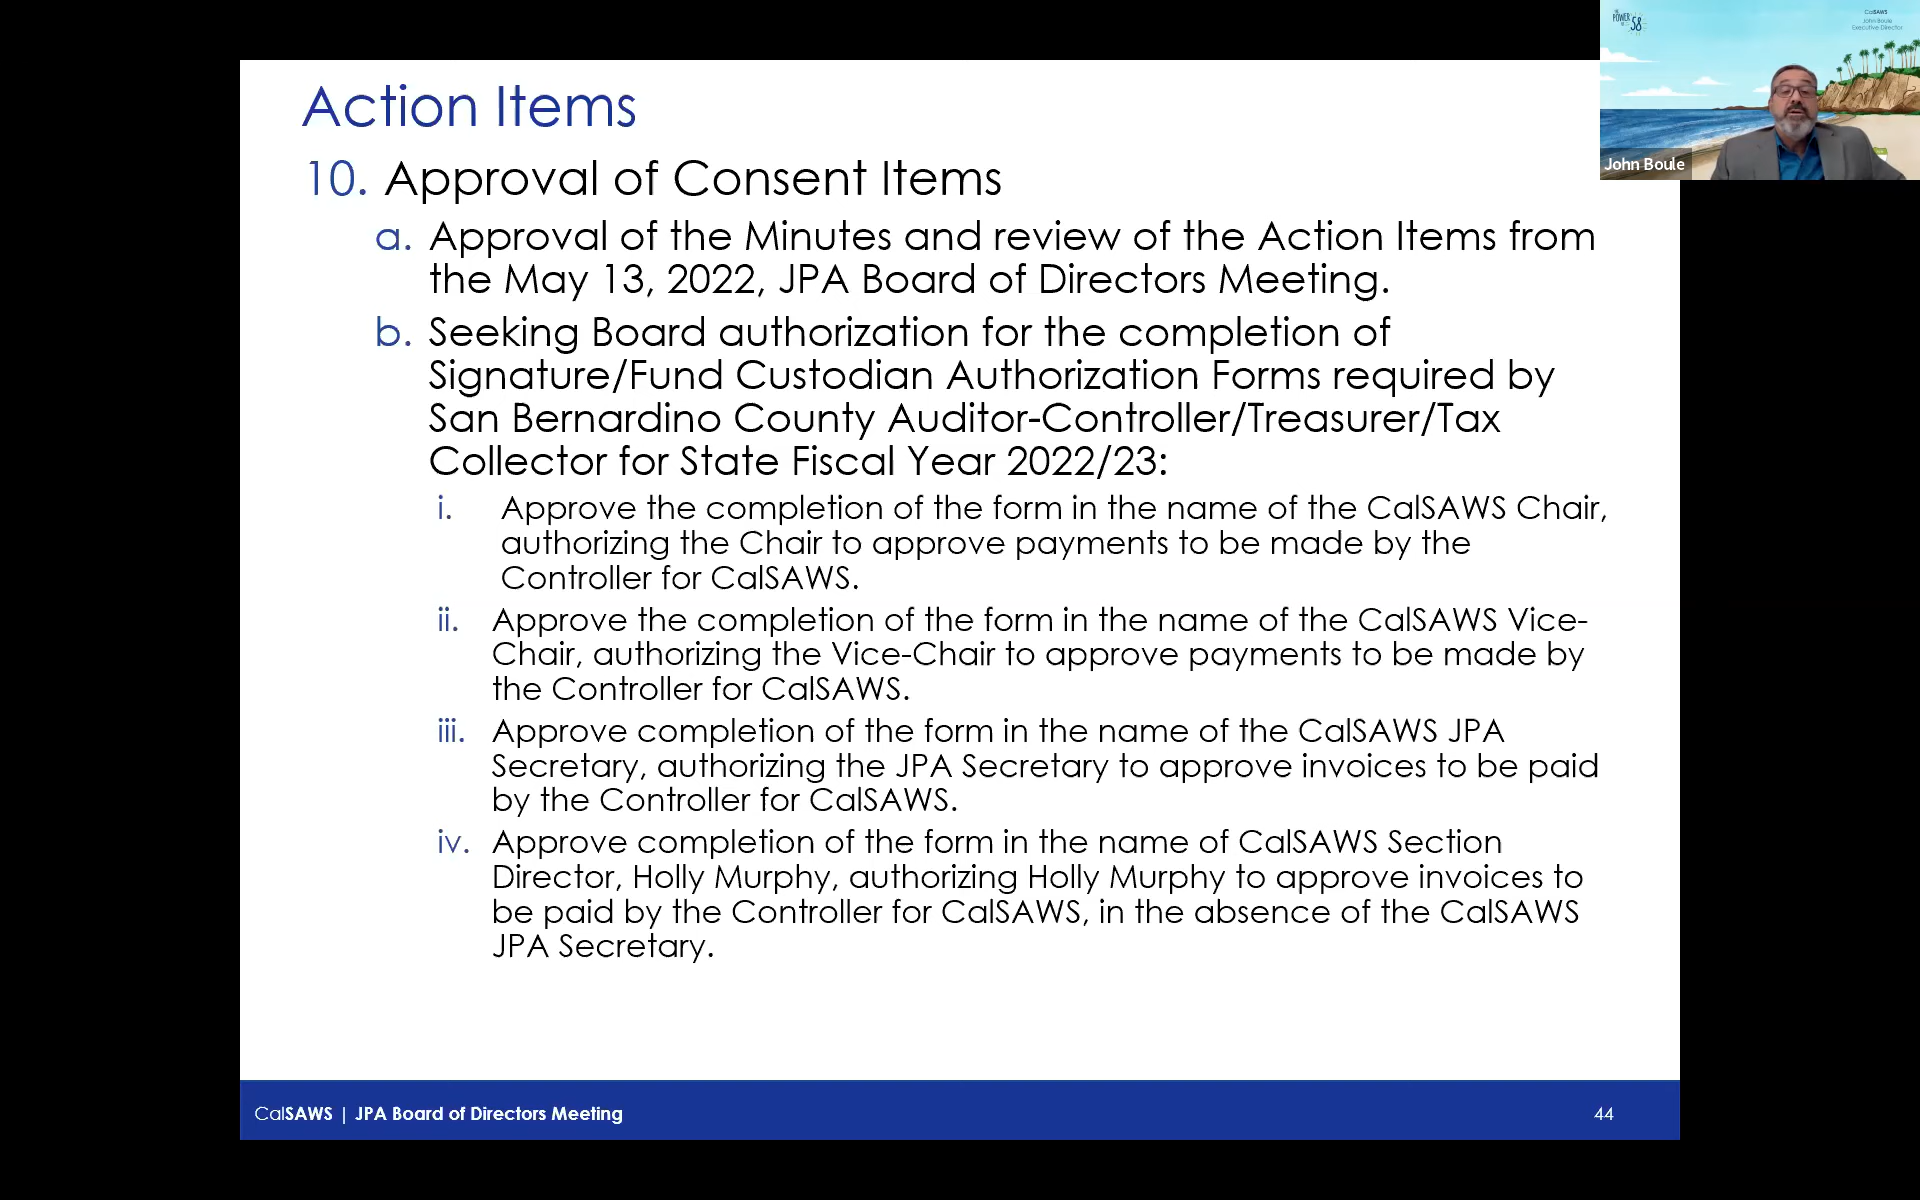 Action Items
10. Approval of Consent Items
a. Approval of the Minutes and review of the Action Items from
the May 13, 2022, JPA Board of Directors Meeting.
b. Seeking Board authorization for the completion of
Signature/Fund Custodian Authorization Forms required by
San Bernardino County Auditor-Controller/Treasurer/Tax
Collector for State Fiscal Year 2022/23:
i. Approve the completion of the form in the name of the CalSAWS Chair,
authorizing the Chair to approve payments to be made by the
Controller for CalSAWS.
ii. Approve the completion of the form in the name of the CalSAWS Vice-
Chair, authorizing the Vice-Chair to approve payments to be made by
the Controller for CalSAWS.
iii. Approve completion of the form in the name of the CalSAWS JPA
Secretary, authorizing the JPA Secretary to approve invoices to be paid
by the Controller for CalSAWS.
iv. Approve completion of the form in the name of CalSAWS Section
Director, Holly Murphy, authorizing Holly Murphy to approve invoices to
be paid by the Controller for CalSAWS, in the absence of the CalSAWS
JPA Secretary.
CalSAWS | JPA Board of Directors Meeting
44
POWER
58
CalSAWS
John Boule
Executive Director
John Boule